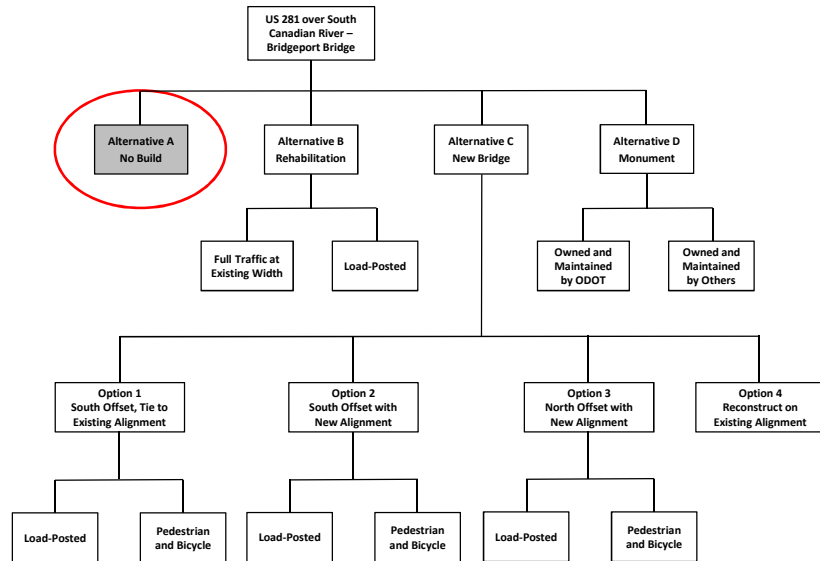 US 281 over South
Canadian River –
Bridgeport Bridge
Alternative A
No Build
Alternative B
Rehabilitation
Alternative C
New Bridge
Alternative D
Monument
Full Traffic at
Existing Width
Load-Posted
Owned and
Maintained
by ODOT
Owned and
Maintained
by Others
Option 1
South Offset, Tie to
Existing Alignment
Option 2
South Offset with
New Alignment
Option 3
North Offset with
New Alignment
Option 4
Reconstruct on
Existing Alignment
Load-Posted
Pedestrian
and Bicycle
Load-Posted
Pedestrian
and Bicycle
Load-Posted
Pedestrian
and Bicycle